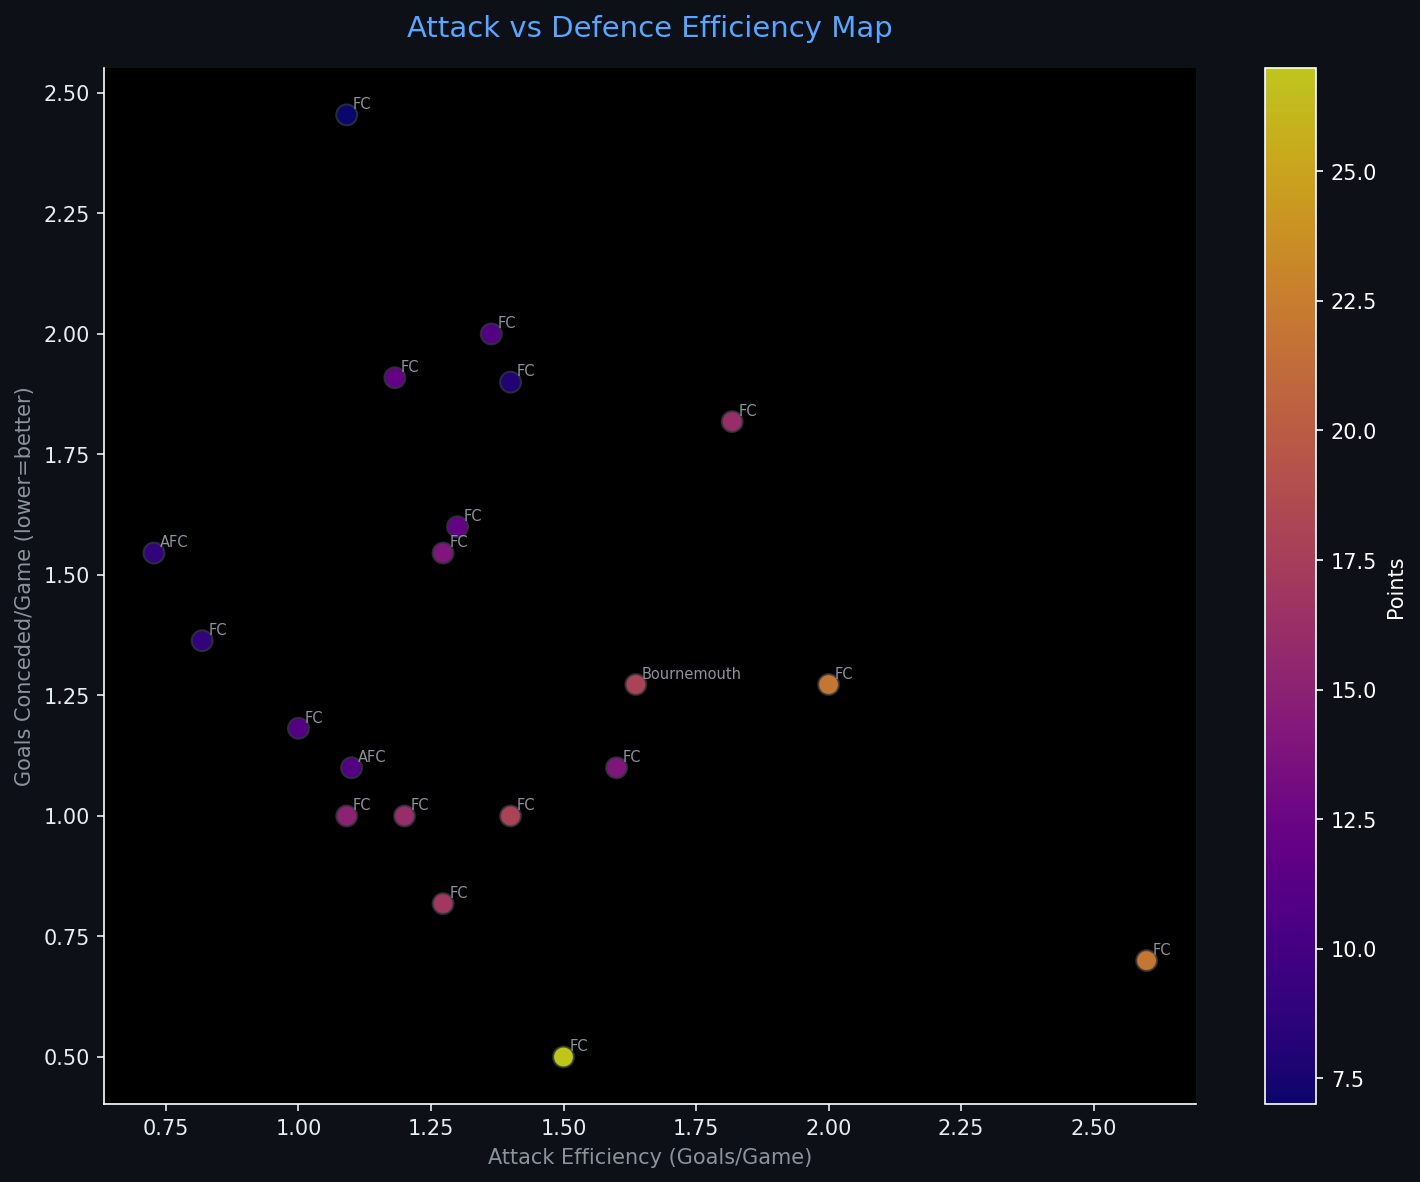 Attack vs Defence Efficiency Map
2.50
2.25
2.00
1.75
1.50
1.25
1.00
0.75
0.50
Goals Conceded/Game (lower=better)
FC
FC
FC
FC
FC
FC
FC
AFC
FC
Bournemouth
FC
FC
AFC
FC
FC
FC
FC
FC
FC
FC
0.75
1.00
1.25
1.50
1.75
2.00
2.25
2.50
Attack Efficiency (Goals/Game)
25.0
22.5
20.0
17.5
15.0
12.5
10.0
7.5
Points